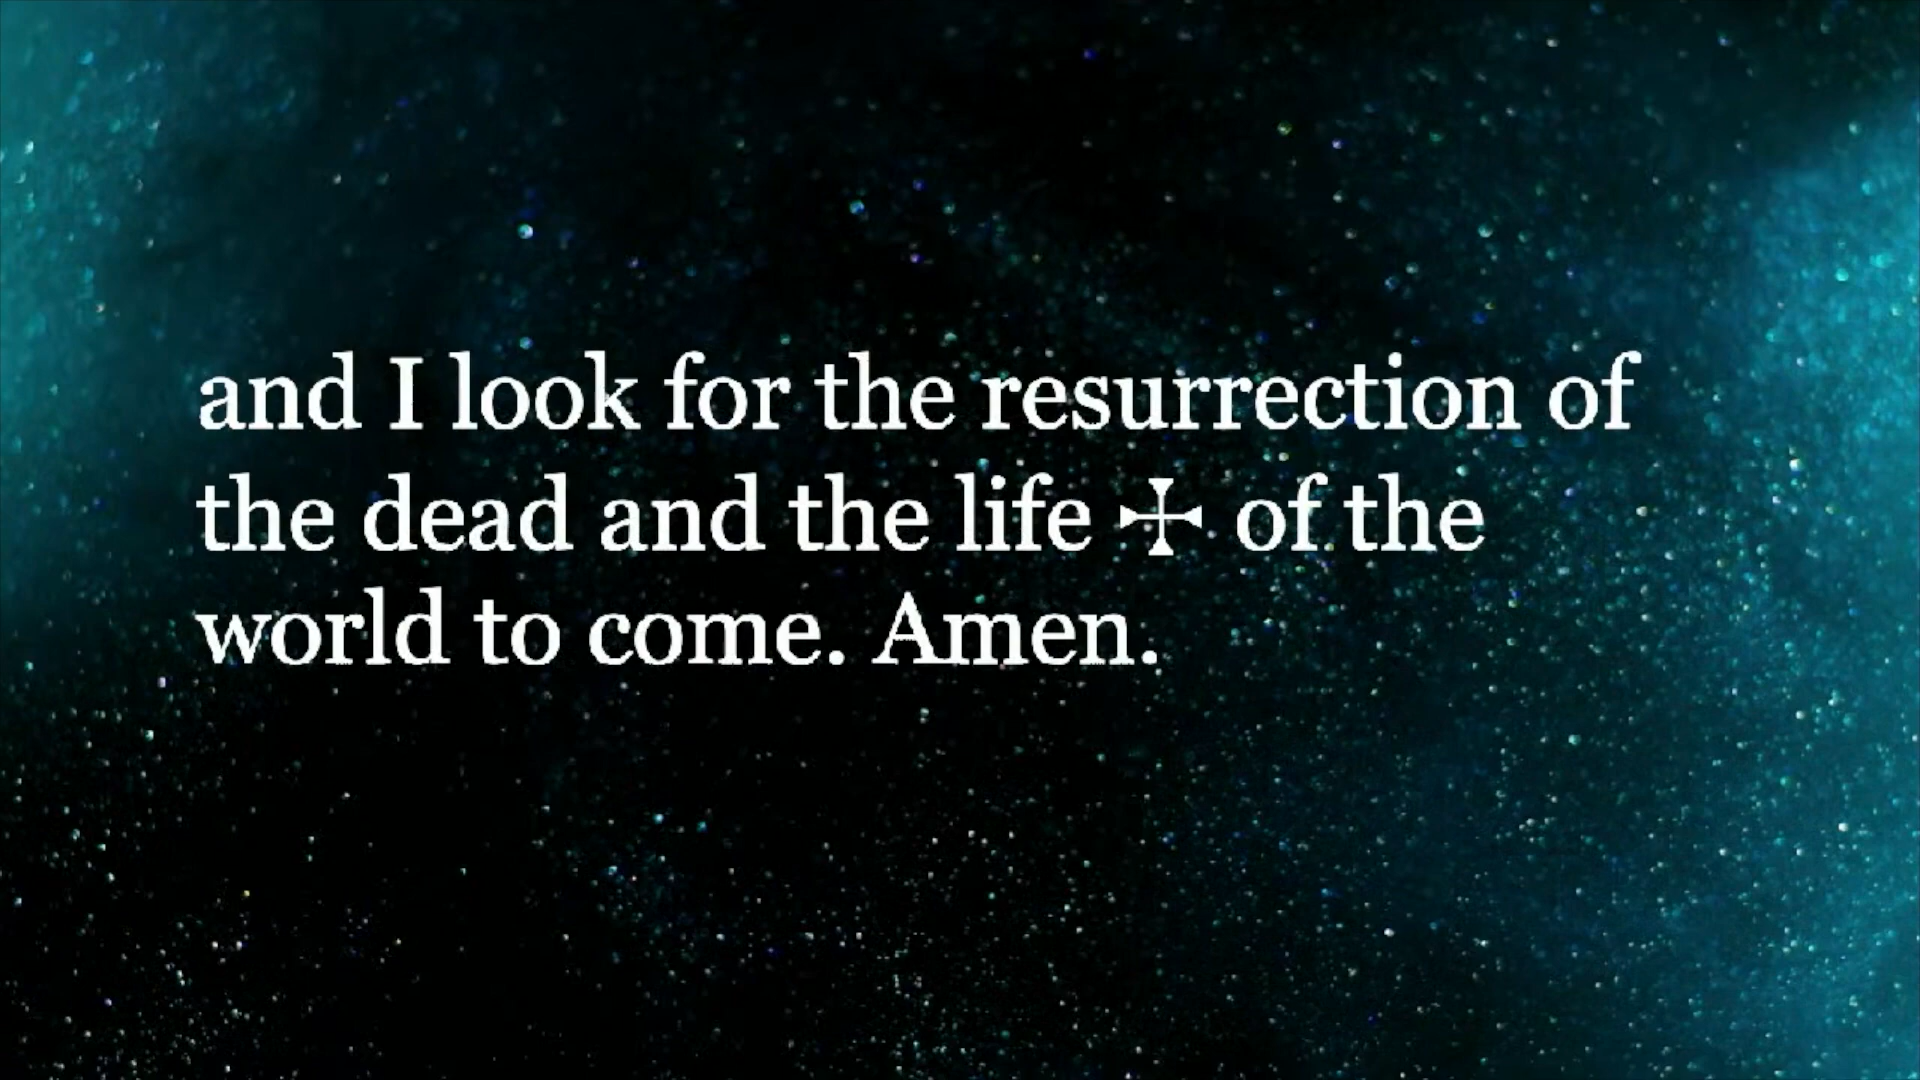 and I look for the resurrection of
the dead and the life ☩ of the
world to come. Amen.